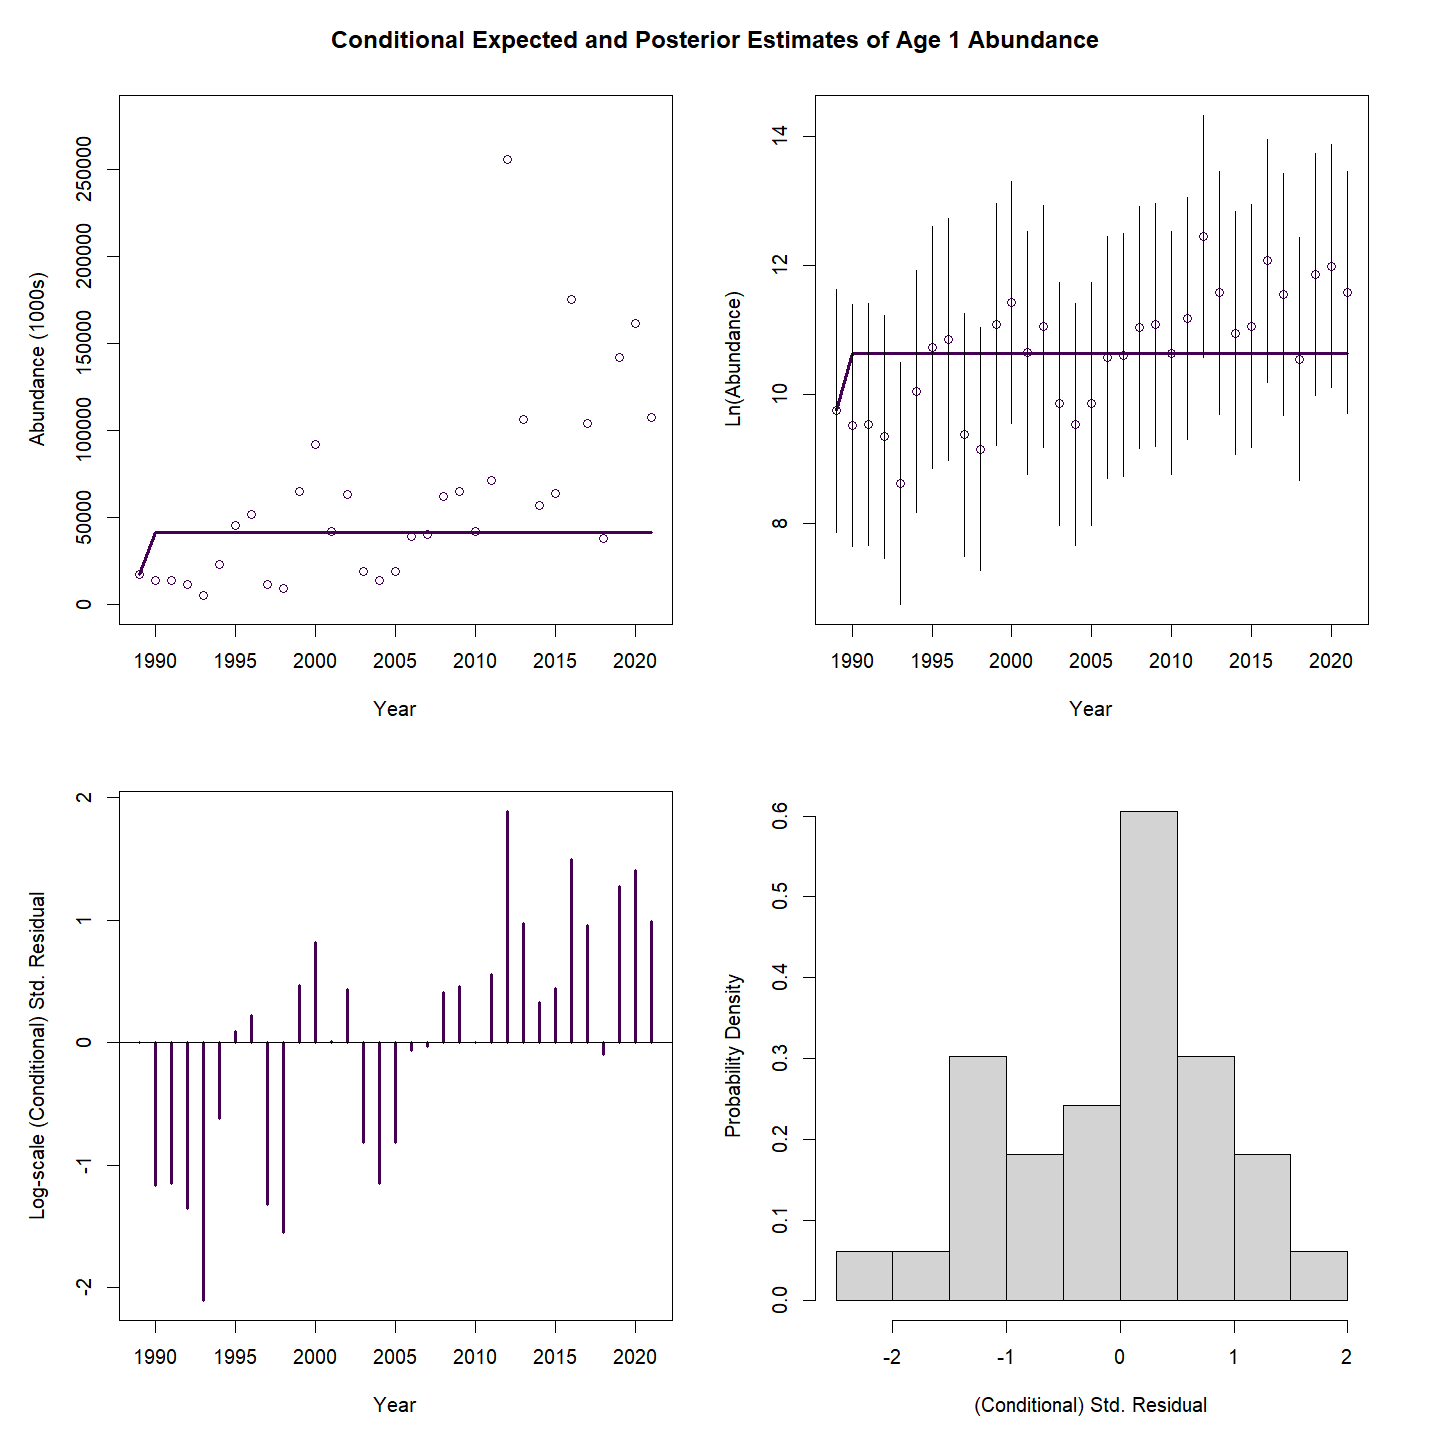 Conditional Expected and Posterior Estimates of Age 1 Abundance
Abundance (1000s)
250000
200000
150000
100000
50000
0
1990 1995 2000 2005 2010 2015 2020
Year
Ln(Abundance)
14
12
10
8
1990 1995 2000 2005 2010 2015 2020
Year
Log-scale (Conditional) Std. Residual
2
1
0
-1
-2
1990 1995 2000 2005 2010 2015 2020
Year
Probability Density
0.6
0.5
0.4
0.3
0.2
0.1
0.0
-2 -1 0 1 2
(Conditional) Std. Residual